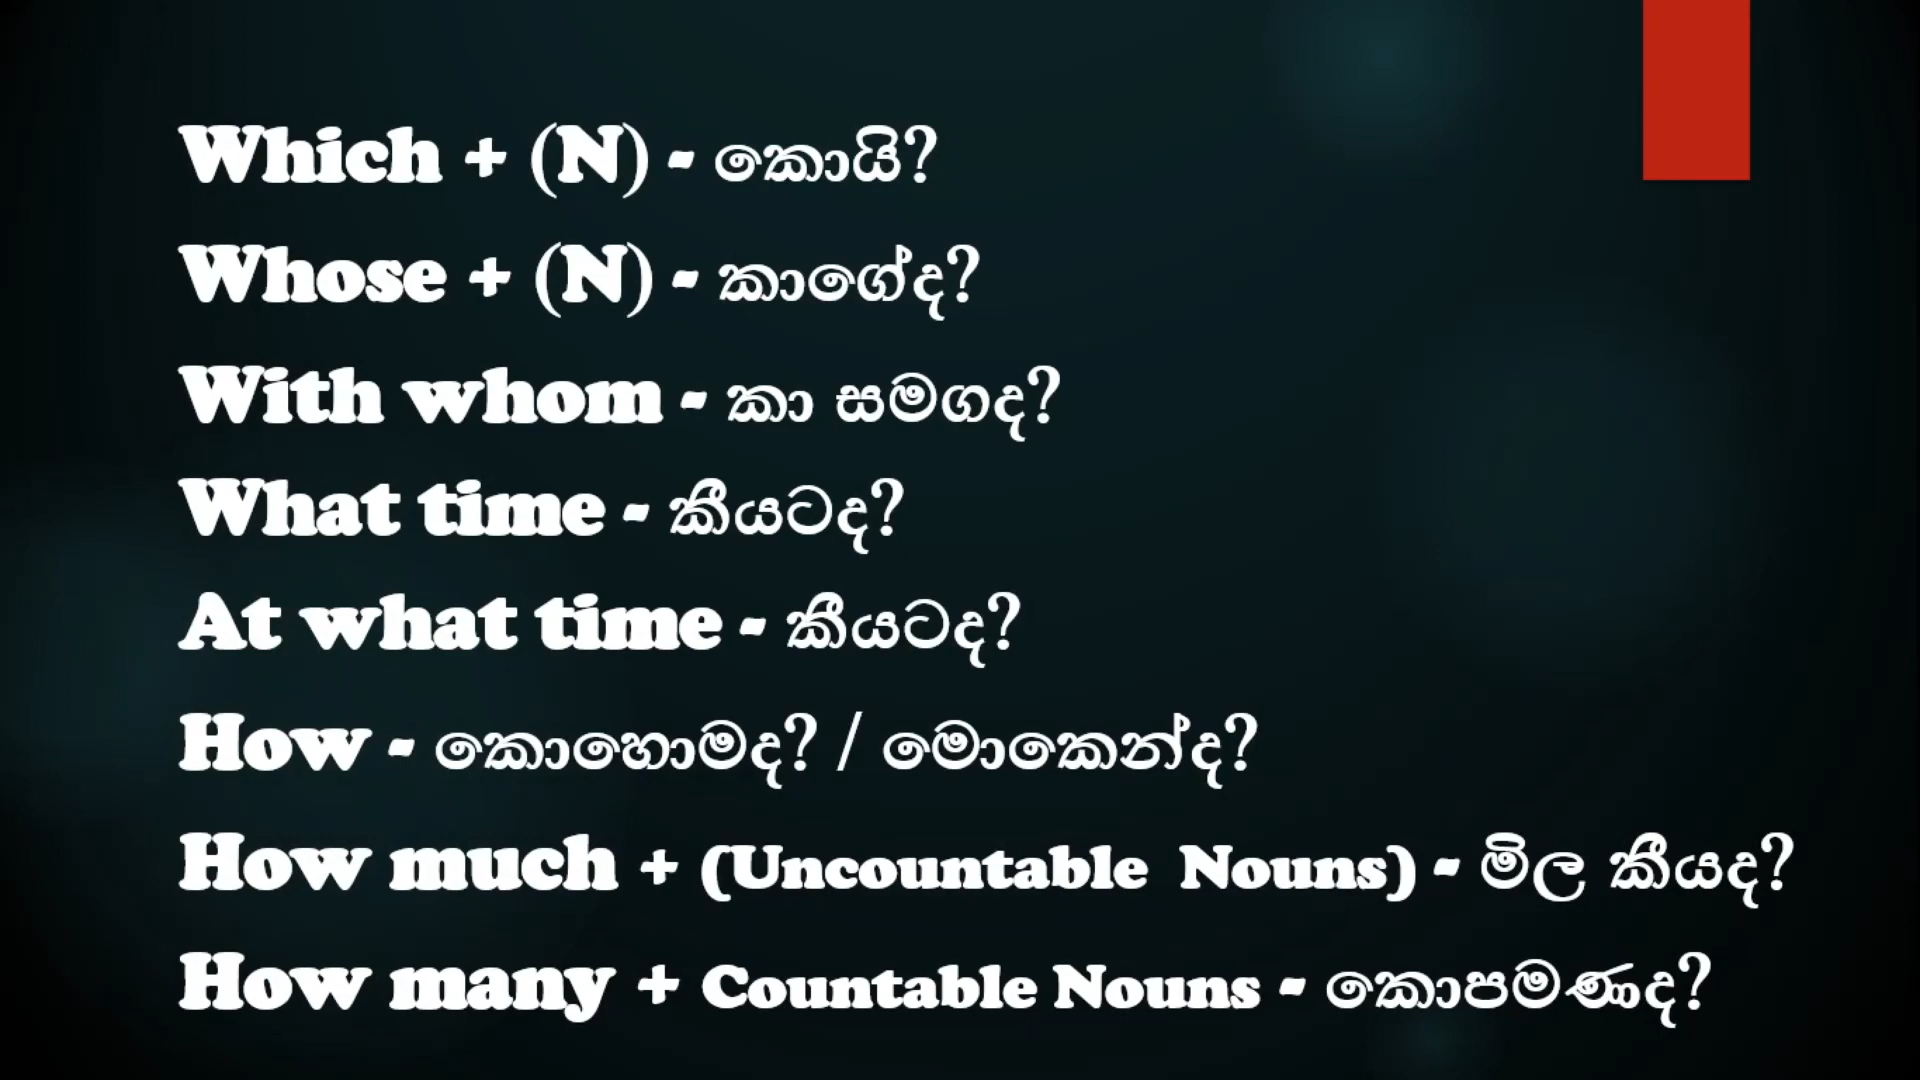 Which + (N) - කොයි?
Whose + (N) - කාගේද?
With whom - කා සමගද?
What time - කීයටද?
At what time - කීයටද?
How - කොහොමද? / මොකෙන්ද?
How much + (Uncountable Nouns) - මිල කීයද?
How many + Countable Nouns - කොපමණද?